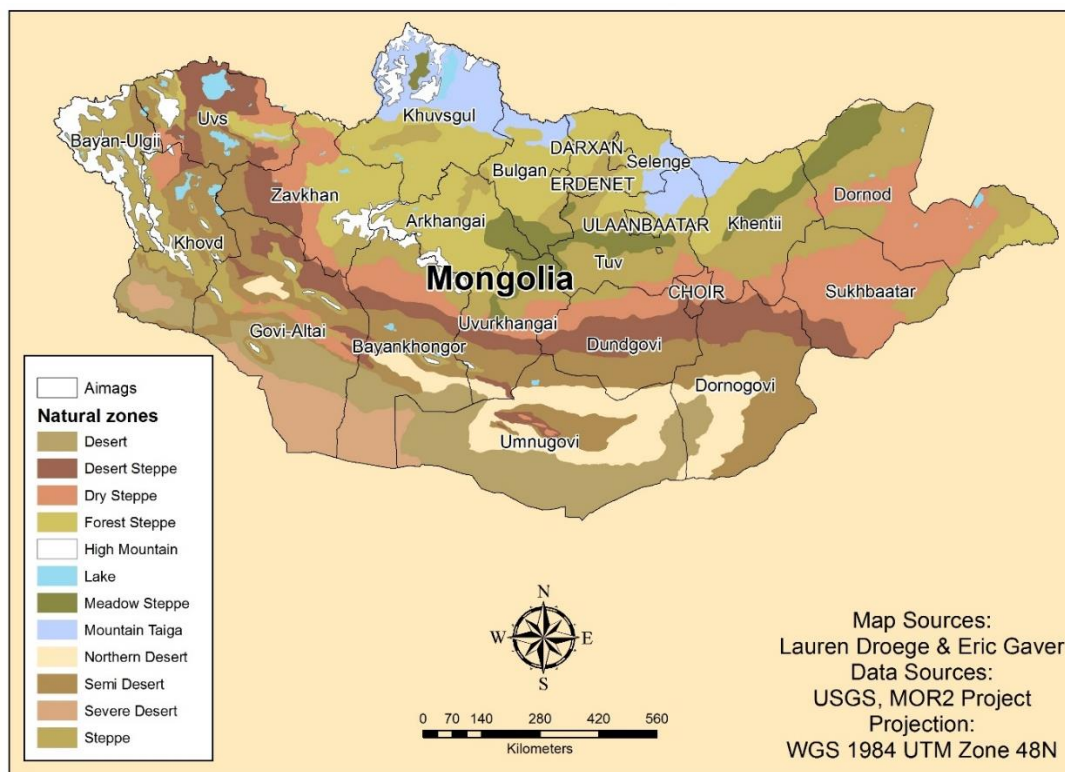 Khuvsgul
Uvs
Bayan-Ulgii
DARXAN
Selenge
Bulgan
ERDENET
Zavkhan
Dornod
Arkhangai
ULAANBAATAR
Khentii
Khovd
Tuv
Mongolia
CHOIR
Sukhbaatar
Uvurkhangai
Govi-Altai
Bayankhongor
Dundgovi
Dornogovi
Umnugovi
Aimags
Natural zones
Desert
Desert Steppe
Dry Steppe
Forest Steppe
High Mountain
Lake
Meadow Steppe
Mountain Taiga
Northern Desert
Semi Desert
Severe Desert
Steppe
N
W E
S
0 70 140 280 420 560
Kilometers
Map Sources:
Lauren Droege & Eric Gaver
Data Sources:
USGS, MOR2 Project
Projection:
WGS 1984 UTM Zone 48N